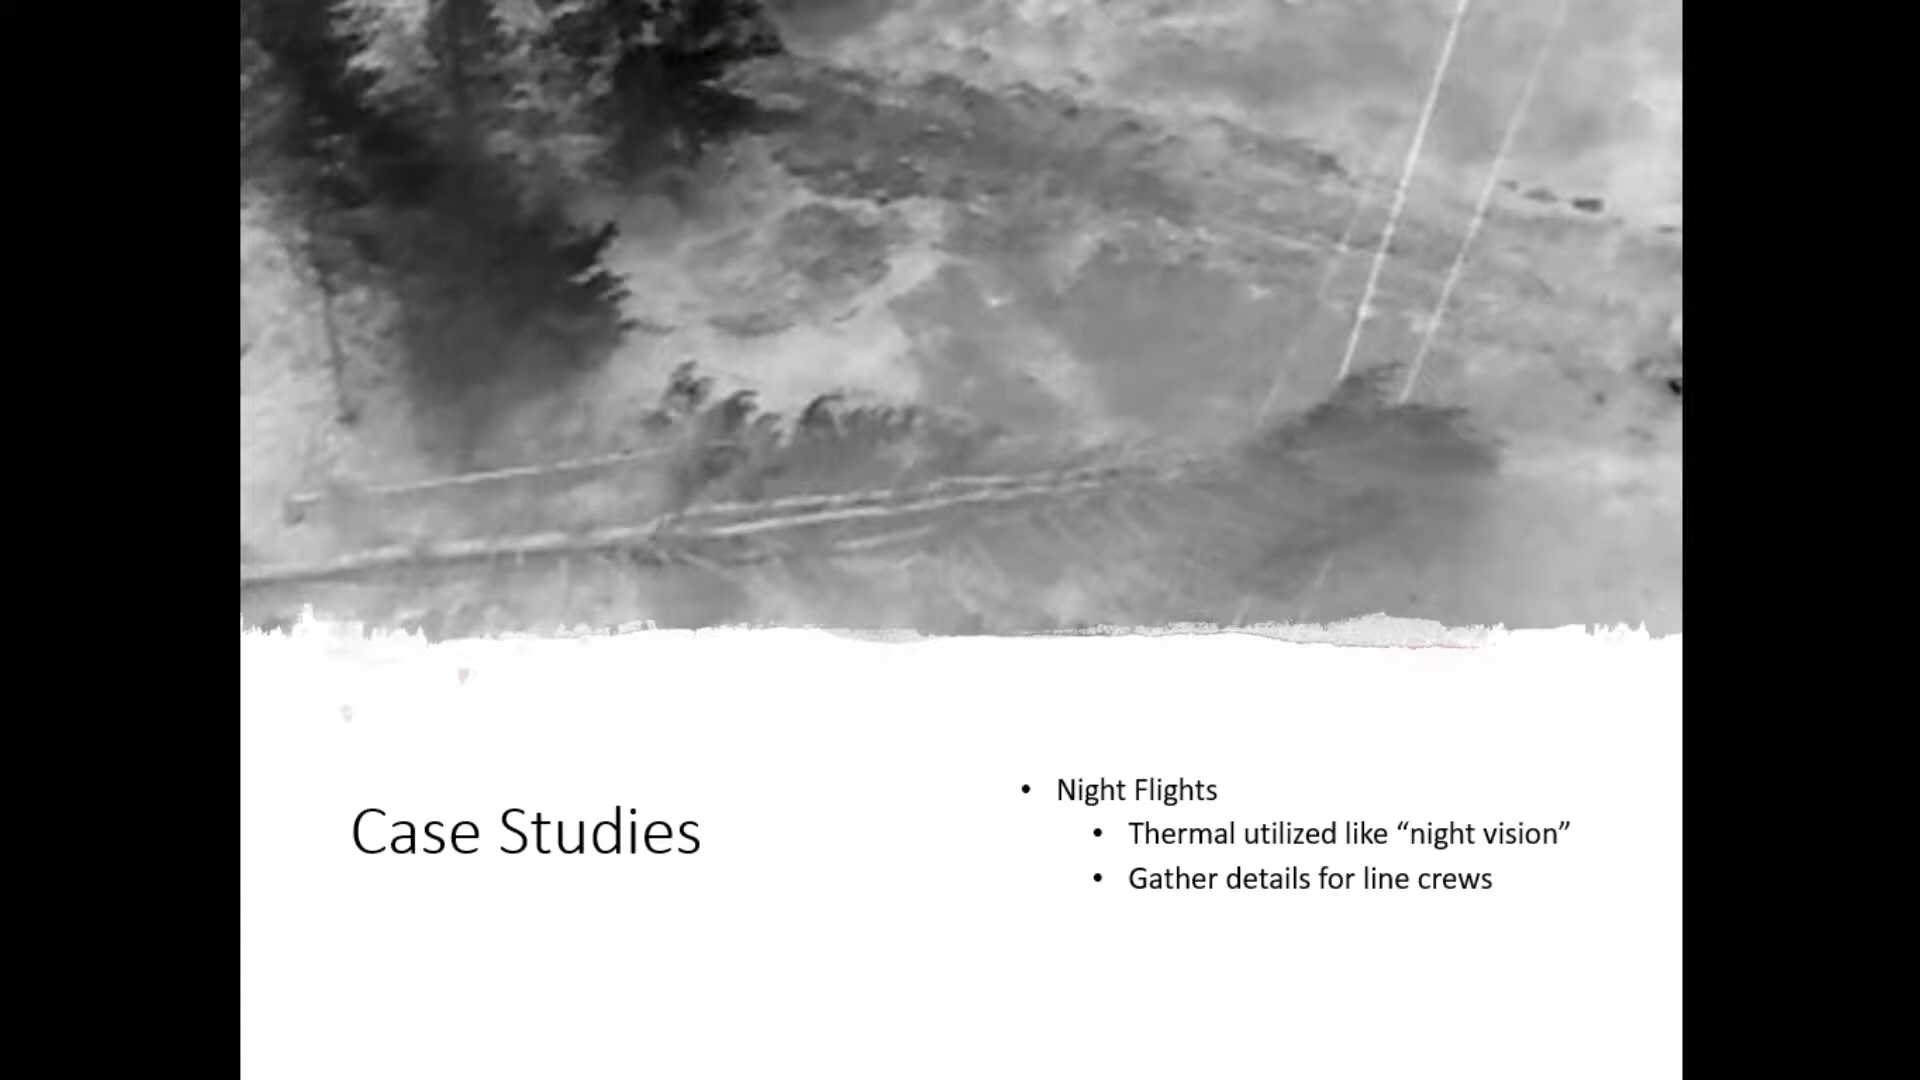 Case Studies
• Night Flights
• Thermal utilized like “night vision”
• Gather details for line crews